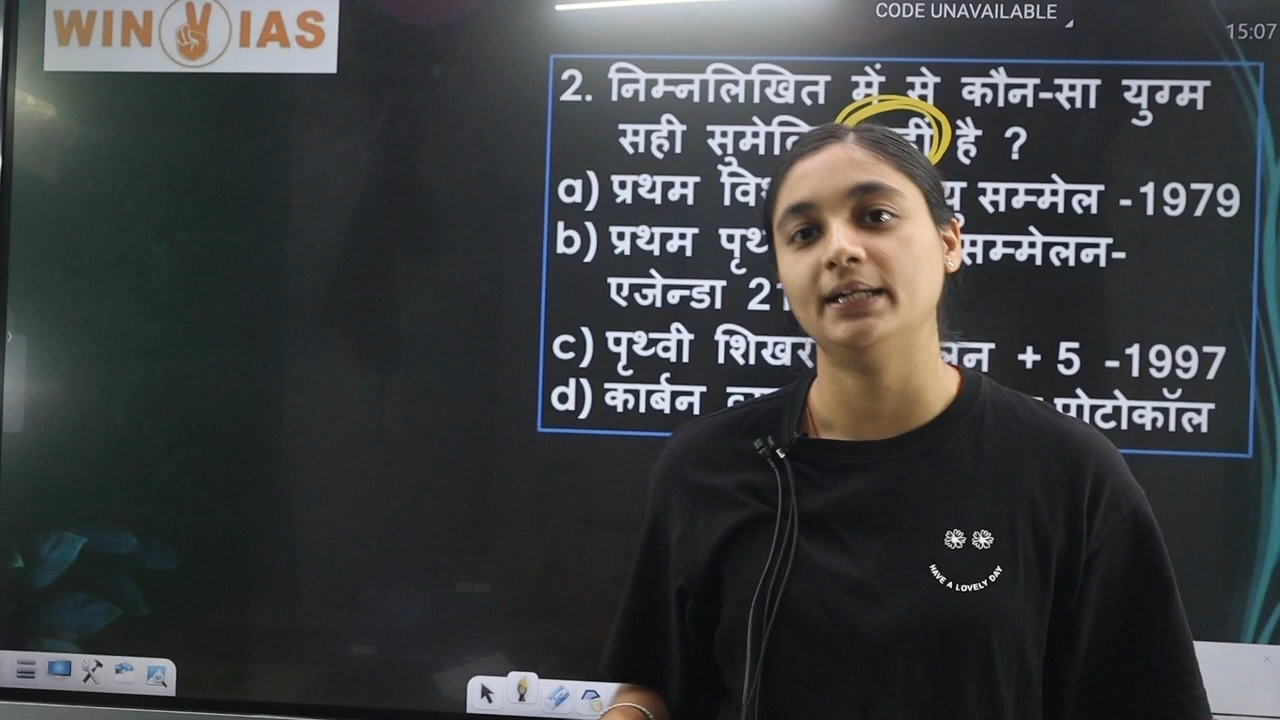 WIN IAS
CODE UNAVAILABLE
15:07
2. निम्नलिखित में से कौन-सा युग्म
सही है ?
a) प्रथम सम्मेल -1979
b) प्रथम सम्मेलन-
एजेन्डा 21
c) पृथ्वी शिखर + 5 -1997
d) कार्बन
HAVE A LOVELY DAY